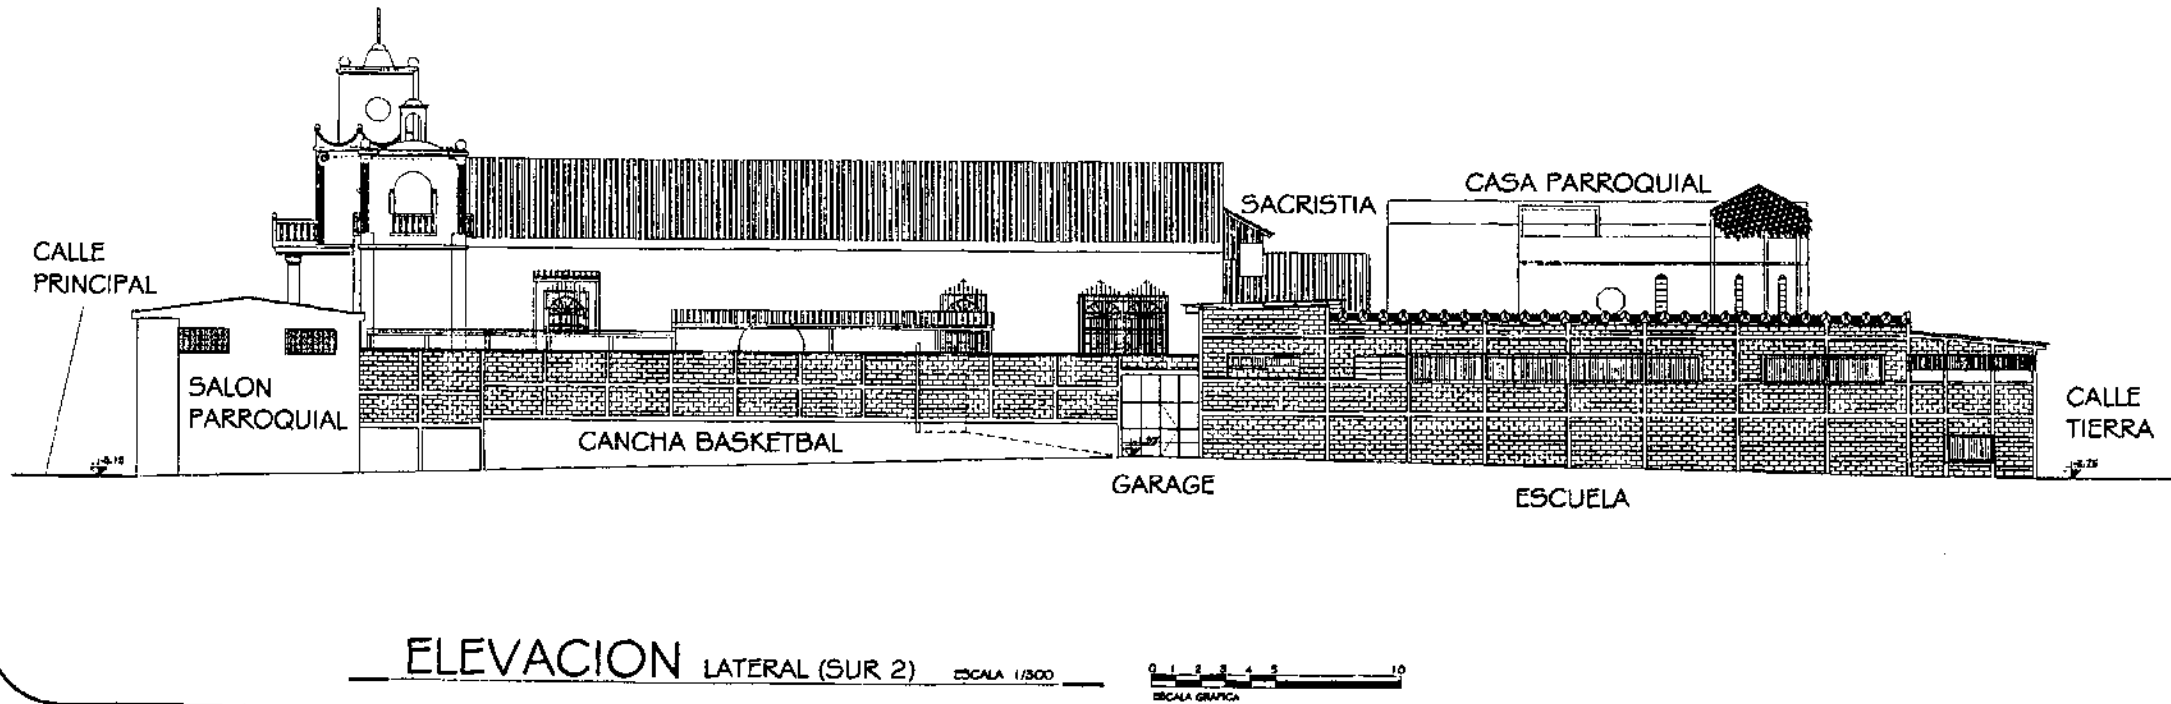 CASA PARROQUIAL
SACRISTIA
CALLE
PRINCIPAL
SALON
PARROQUIAL
CALLE
TIERRA
CANCHA BASKETBAL
GARAGE
ESCUELA
ELEVACION LATERAL (SUR 2) ESCALA 1/300
0 1 2 3 4 5 10
ESCALA GRAFICA